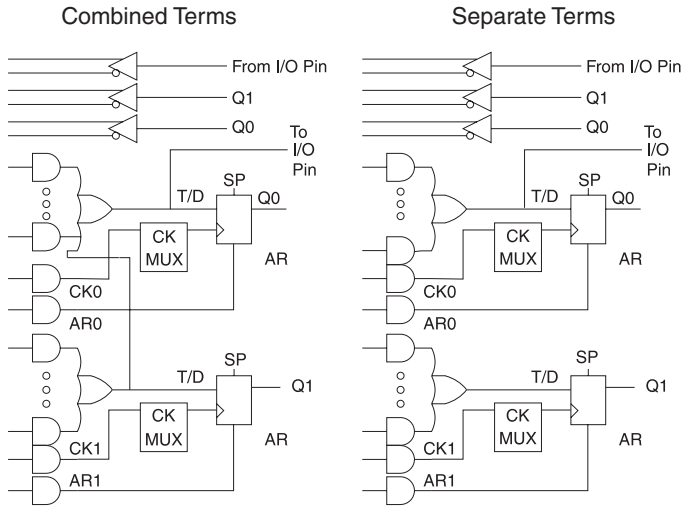 Combined Terms
From I/O Pin
Q1
Q0
To
I/O
Pin
SP
T/D
Q0
CK
MUX
AR
CK0
AR0
SP
T/D
Q1
CK
MUX
AR
CK1
AR1
Separate Terms
From I/O Pin
Q1
Q0
To
I/O
Pin
SP
T/D
Q0
CK
MUX
AR
CK0
AR0
SP
T/D
Q1
CK
MUX
AR
CK1
AR1